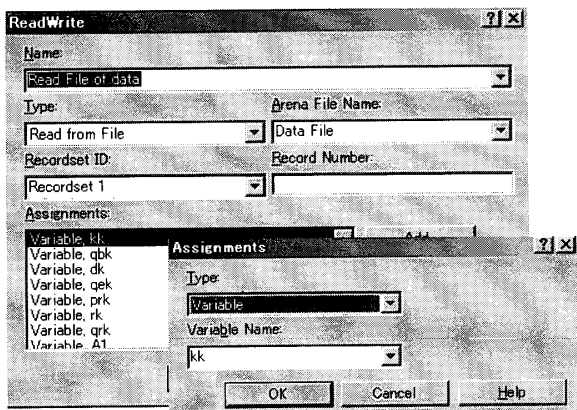 ReadWrite
Name:
Read File of data
Type:
Arena File Name:
Read from File
Data File
Recordset ID:
Record Number:
Recordset 1
Assignments:
Variable, kk
Add
Variable, qbk
Variable, dk
Variable, qek
Variable, prk
Variable, rk
Variable, qrk
Variable, A1
Assignments
Type:
Variable
Variable Name:
kk
OK
Cancel
Help